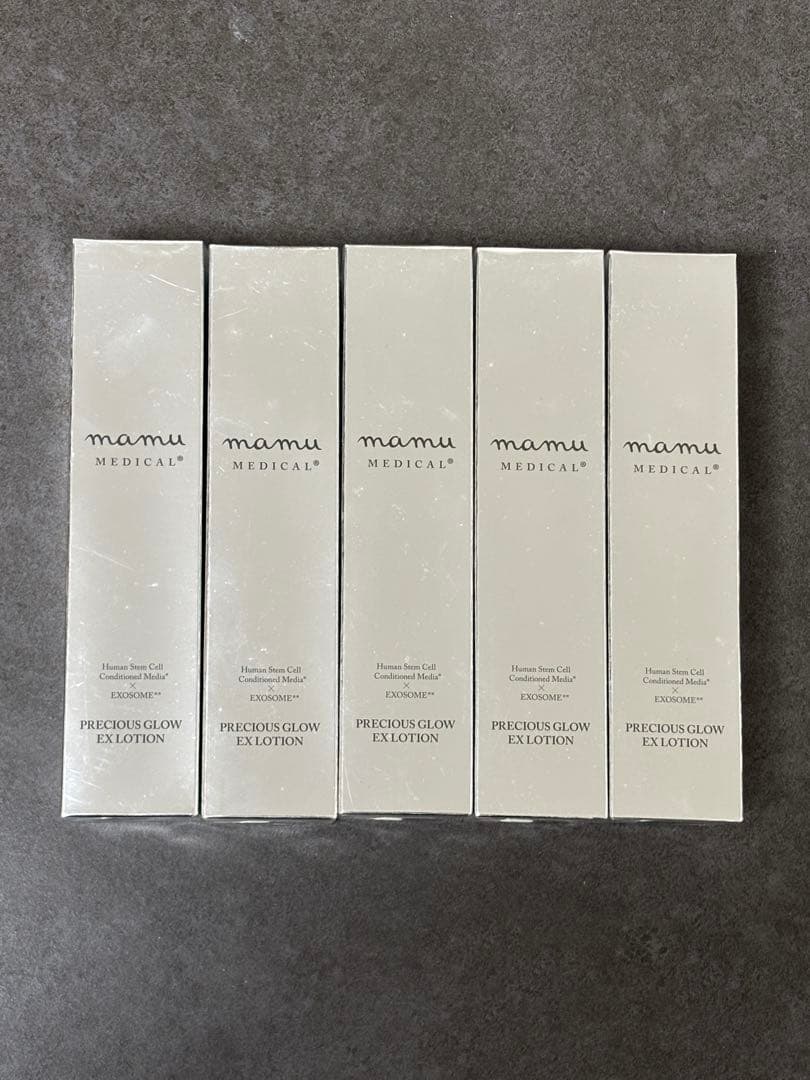 mamu
MEDICAL®
Human Stem Cell
Conditioned Media*
×
EXOSOME**
PRECIOUS GLOW
EX LOTION
mamu
MEDICAL®
Human Stem Cell
Conditioned Media*
×
EXOSOME**
PRECIOUS GLOW
EX LOTION
mamu
MEDICAL®
Human Stem Cell
Conditioned Media*
×
EXOSOME**
PRECIOUS GLOW
EX LOTION
mamu
MEDICAL®
Human Stem Cell
Conditioned Media*
×
EXOSOME**
PRECIOUS GLOW
EX LOTION
mamu
MEDICAL®
Human Stem Cell
Conditioned Media*
×
EXOSOME**
PRECIOUS GLOW
EX LOTION